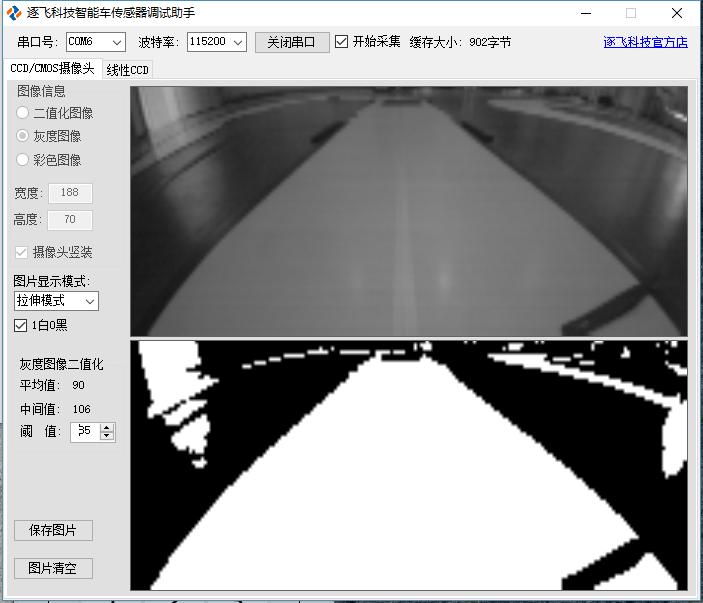 逐飞科技智能车传感器调试助手
串口号: COM6 波特率: 115200 关闭串口 开始采集 缓存大小: 902字节 逐飞科技官方店
CCD/CMOS摄像头 线性CCD
图像信息
二值化图像
灰度图像
彩色图像
宽度: 188
高度: 70
摄像头竖装
图片显示模式:
拉伸模式
1白0黑
灰度图像二值化
平均值: 90
中间值: 106
阈 值:
保存图片
图片清空